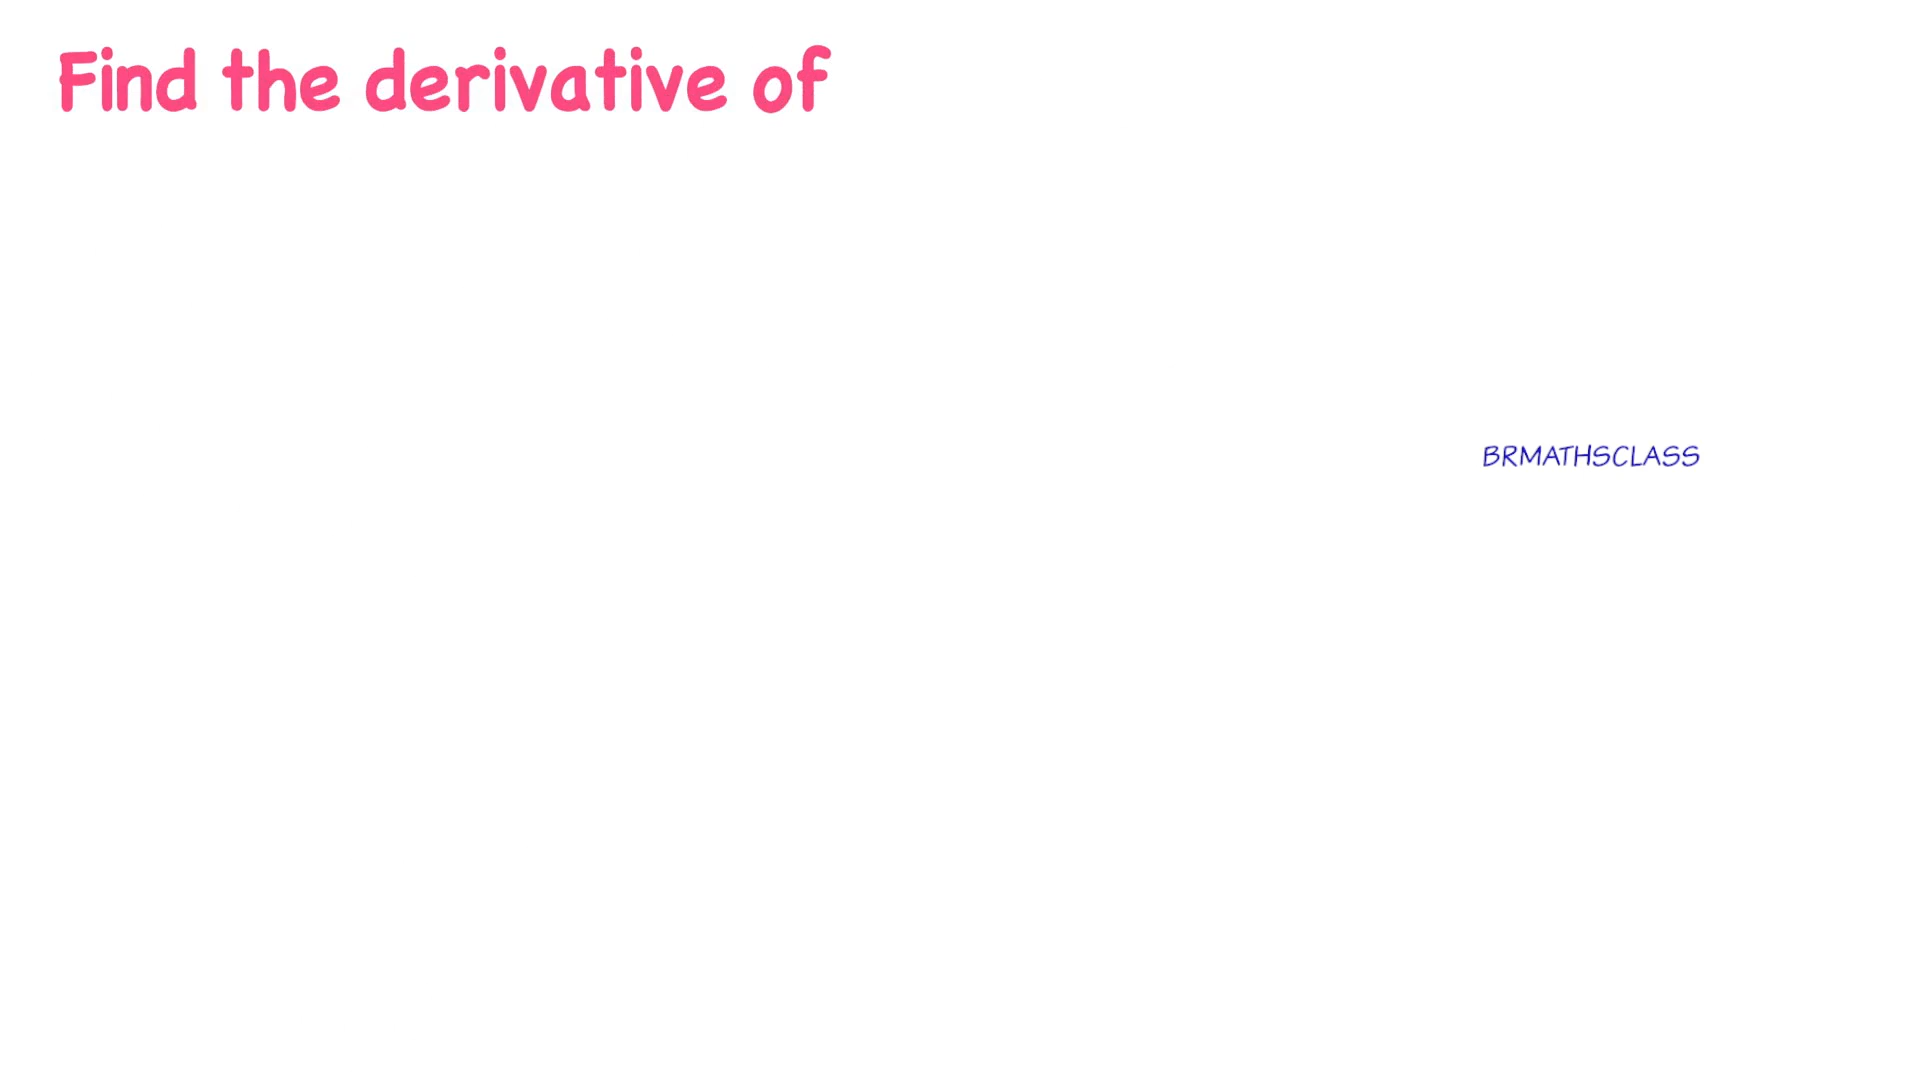 Find the derivative of
BRMATHSCLASS